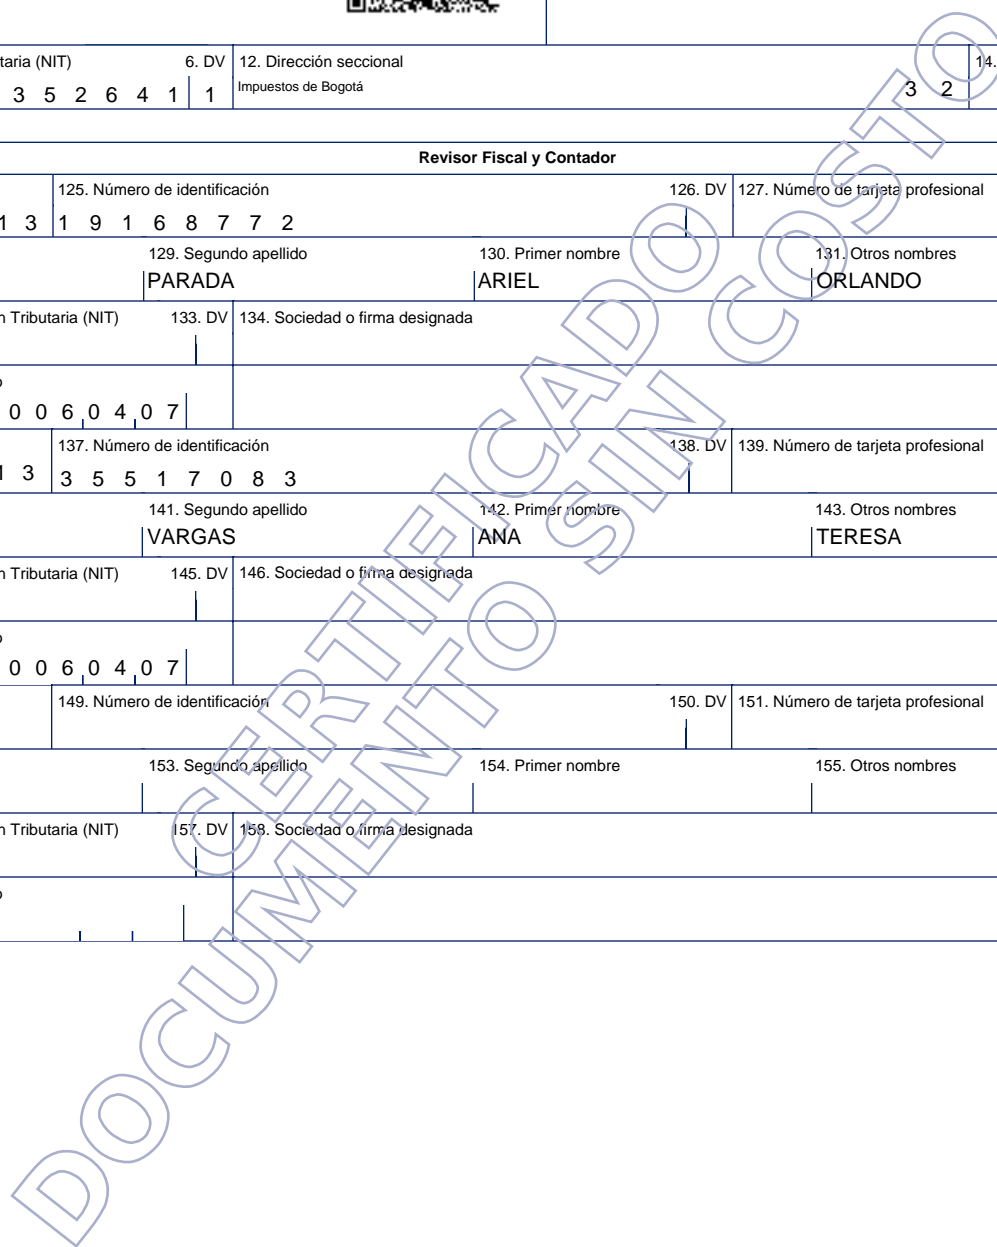 taria (NIT) 6. DV 12. Dirección seccional 14.
3 5 2 6 4 1 1 Impuestos de Bogotá 3 2
Revisor Fiscal y Contador
125. Número de identificación 126. DV 127. Número de tarjeta profesional
1 3 1 9 1 6 8 7 7 2
129. Segundo apellido 130. Primer nombre 131. Otros nombres
PARADA ARIEL ORLANDO
n Tributaria (NIT) 133. DV 134. Sociedad o firma designada
o
0 0 6 0 4 0 7
137. Número de identificación 138. DV 139. Número de tarjeta profesional
1 3 3 5 5 1 7 0 8 3
141. Segundo apellido 142. Primer nombre 143. Otros nombres
VARGAS ANA TERESA
n Tributaria (NIT) 145. DV 146. Sociedad o firma designada
o
0 0 6 0 4 0 7
149. Número de identificación 150. DV 151. Número de tarjeta profesional
153. Segundo apellido 154. Primer nombre 155. Otros nombres
n Tributaria (NIT) 157. DV 158. Sociedad o firma designada
o
CERTIFICADO
DOCUMENTO SIN COSTO